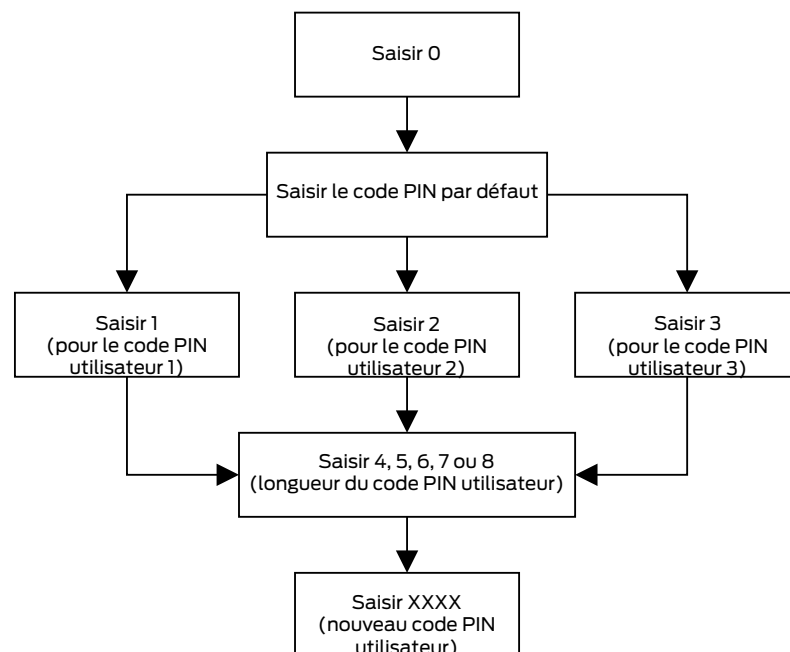 Saisir 0
Saisir le code PIN par défaut
Saisir 1
(pour le code PIN
utilisateur 1)
Saisir 2
(pour le code PIN
utilisateur 2)
Saisir 3
(pour le code PIN
utilisateur 3)
Saisir 4, 5, 6, 7 ou 8
(longueur du code PIN utilisateur)
Saisir XXXX
(nouveau code PIN
utilisateur)